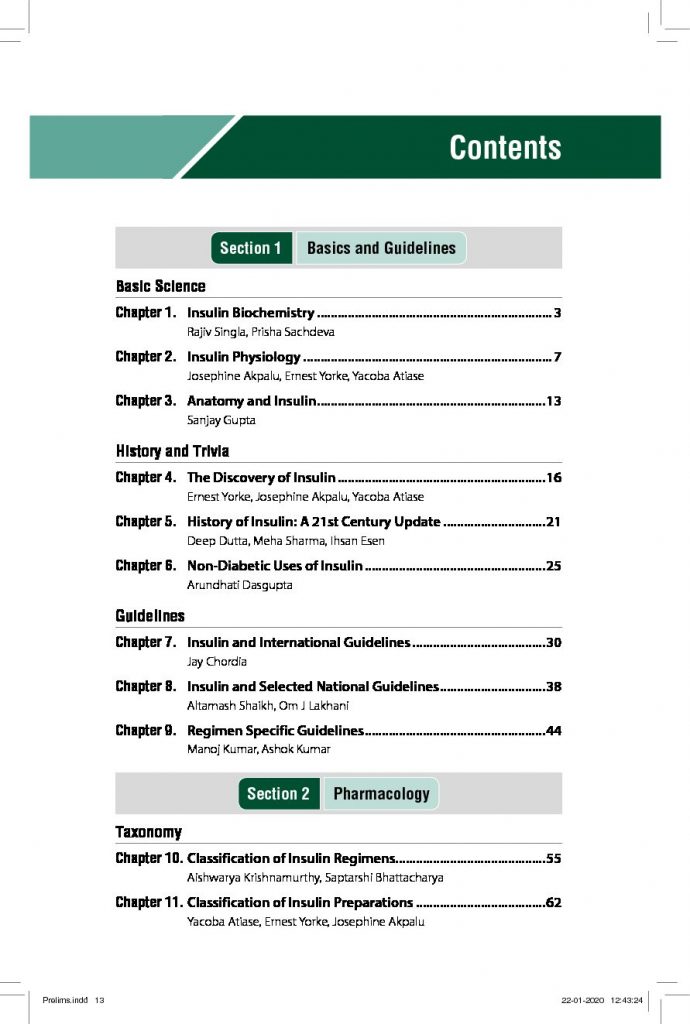 Contents
Section 1 Basics and Guidelines
Basic Science
Chapter 1. Insulin Biochemistry ..................................................................... 3
Rajiv Singla, Prisha Sachdeva
Chapter 2. Insulin Physiology ......................................................................... 7
Josephine Akpalu, Ernest Yorke, Yacoba Atiase
Chapter 3. Anatomy and Insulin...................................................................13
Sanjay Gupta
History and Trivia
Chapter 4. The Discovery of Insulin .............................................................16
Ernest Yorke, Josephine Akpalu, Yacoba Atiase
Chapter 5. History of Insulin: A 21st Century Update ..............................21
Deep Dutta, Meha Sharma, Ihsan Esen
Chapter 6. Non-Diabetic Uses of Insulin .....................................................25
Arundhati Dasgupta
Guidelines
Chapter 7. Insulin and International Guidelines .......................................30
Jay Chordia
Chapter 8. Insulin and Selected National Guidelines...............................38
Altamash Shaikh, Om J Lakhani
Chapter 9. Regimen Specific Guidelines.....................................................44
Manoj Kumar, Ashok Kumar
Section 2 Pharmacology
Taxonomy
Chapter 10. Classification of Insulin Regimens............................................55
Aishwarya Krishnamurthy, Saptarshi Bhattacharya
Chapter 11. Classification of Insulin Preparations ......................................62
Yacoba Atiase, Ernest Yorke, Josephine Akpalu
Prelims.indd 13 22-01-2020 12:43:24